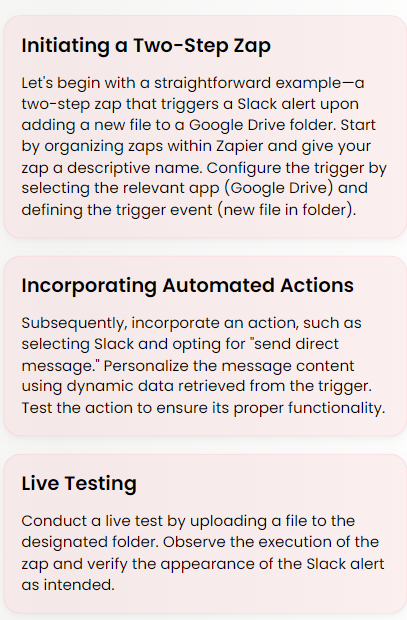 Initiating a Two-Step Zap
Let's begin with a straightforward example—a
two-step zap that triggers a Slack alert upon
adding a new file to a Google Drive folder. Start
by organizing zaps within Zapier and give your
zap a descriptive name. Configure the trigger by
selecting the relevant app (Google Drive) and
defining the trigger event (new file in folder).
Incorporating Automated Actions
Subsequently, incorporate an action, such as
selecting Slack and opting for "send direct
message." Personalize the message content
using dynamic data retrieved from the trigger.
Test the action to ensure its proper functionality.
Live Testing
Conduct a live test by uploading a file to the
designated folder. Observe the execution of the
zap and verify the appearance of the Slack alert
as intended.